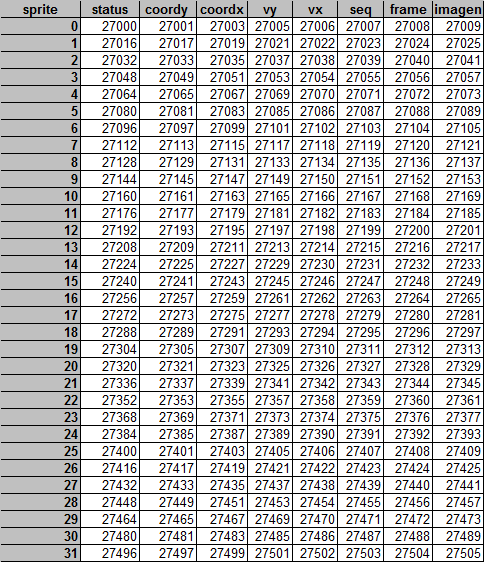 sprite status coordy coordx vy vx seq frame imagen
0 27000 27001 27003 27005 27006 27007 27008 27009
1 27016 27017 27019 27021 27022 27023 27024 27025
2 27032 27033 27035 27037 27038 27039 27040 27041
3 27048 27049 27051 27053 27054 27055 27056 27057
4 27064 27065 27067 27069 27070 27071 27072 27073
5 27080 27081 27083 27085 27086 27087 27088 27089
6 27096 27097 27099 27101 27102 27103 27104 27105
7 27112 27113 27115 27117 27118 27119 27120 27121
8 27128 27129 27131 27133 27134 27135 27136 27137
9 27144 27145 27147 27149 27150 27151 27152 27153
10 27160 27161 27163 27165 27166 27167 27168 27169
11 27176 27177 27179 27181 27182 27183 27184 27185
12 27192 27193 27195 27197 27198 27199 27200 27201
13 27208 27209 27211 27213 27214 27215 27216 27217
14 27224 27225 27227 27229 27230 27231 27232 27233
15 27240 27241 27243 27245 27246 27247 27248 27249
16 27256 27257 27259 27261 27262 27263 27264 27265
17 27272 27273 27275 27277 27278 27279 27280 27281
18 27288 27289 27291 27293 27294 27295 27296 27297
19 27304 27305 27307 27309 27310 27311 27312 27313
20 27320 27321 27323 27325 27326 27327 27328 27329
21 27336 27337 27339 27341 27342 27343 27344 27345
22 27352 27353 27355 27357 27358 27359 27360 27361
23 27368 27369 27371 27373 27374 27375 27376 27377
24 27384 27385 27387 27389 27390 27391 27392 27393
25 27400 27401 27403 27405 27406 27407 27408 27409
26 27416 27417 27419 27421 27422 27423 27424 27425
27 27432 27433 27435 27437 27438 27439 27440 27441
28 27448 27449 27451 27453 27454 27455 27456 27457
29 27464 27465 27467 27469 27470 27471 27472 27473
30 27480 27481 27483 27485 27486 27487 27488 27489
31 27496 27497 27499 27501 27502 27503 27504 27505